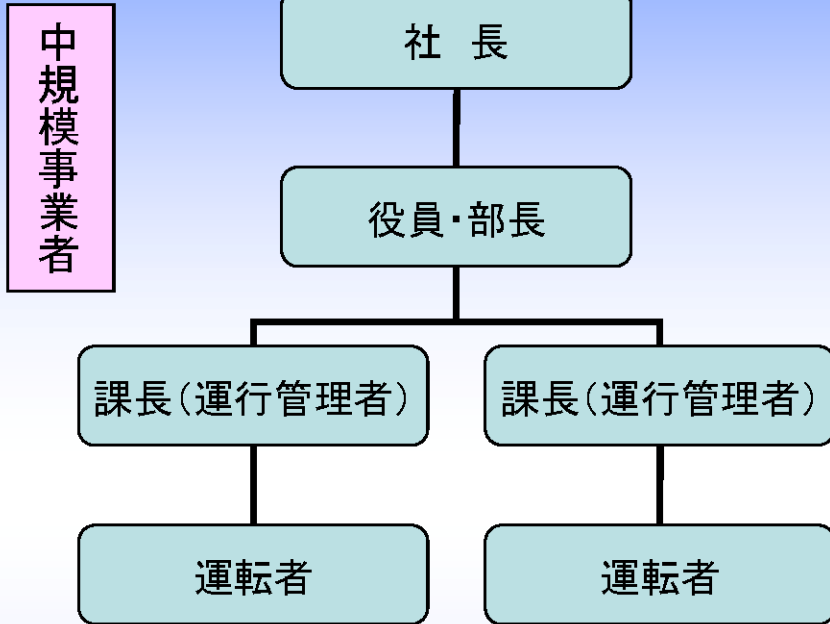 中規模事業者
社 長
役員・部長
課長(運行管理者)
課長(運行管理者)
運転者
運転者